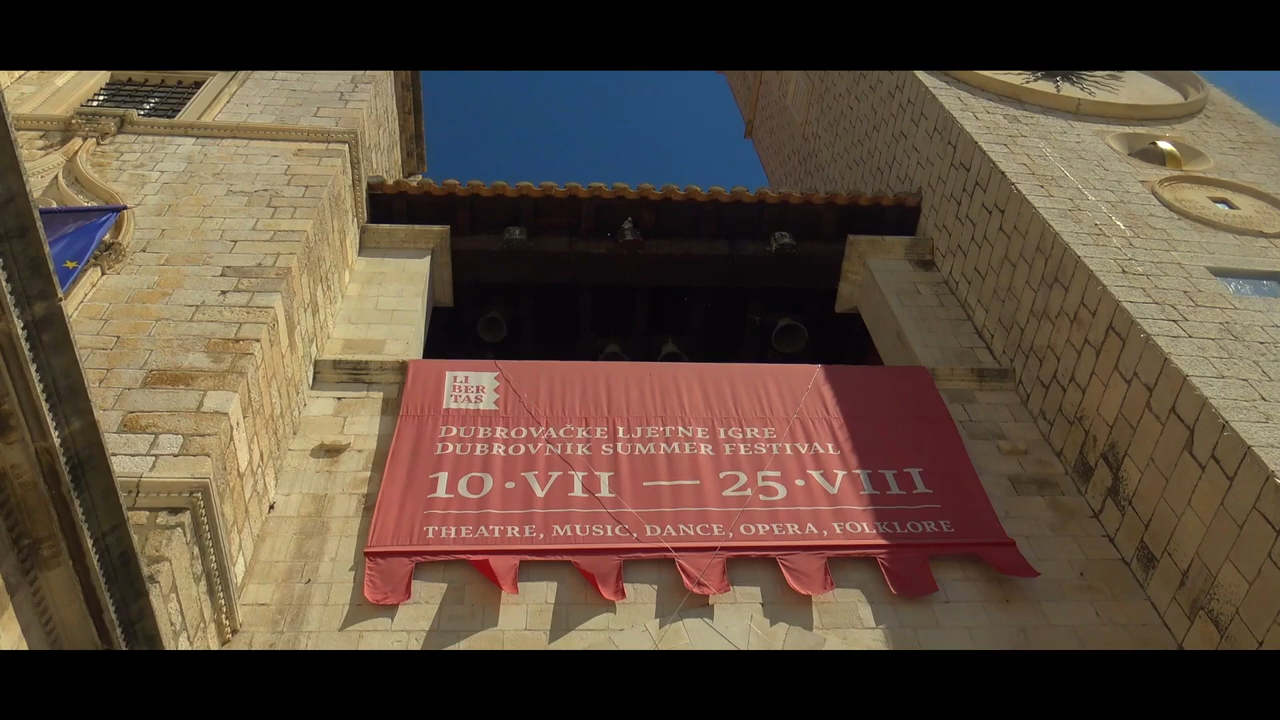 LI
BER
TAS
DUBROVAČKE LJETNE IGRE
DUBROVNIK SUMMER FESTIVAL
10·VII — 25·VIII
THEATRE, MUSIC, DANCE, OPERA, FOLKLORE